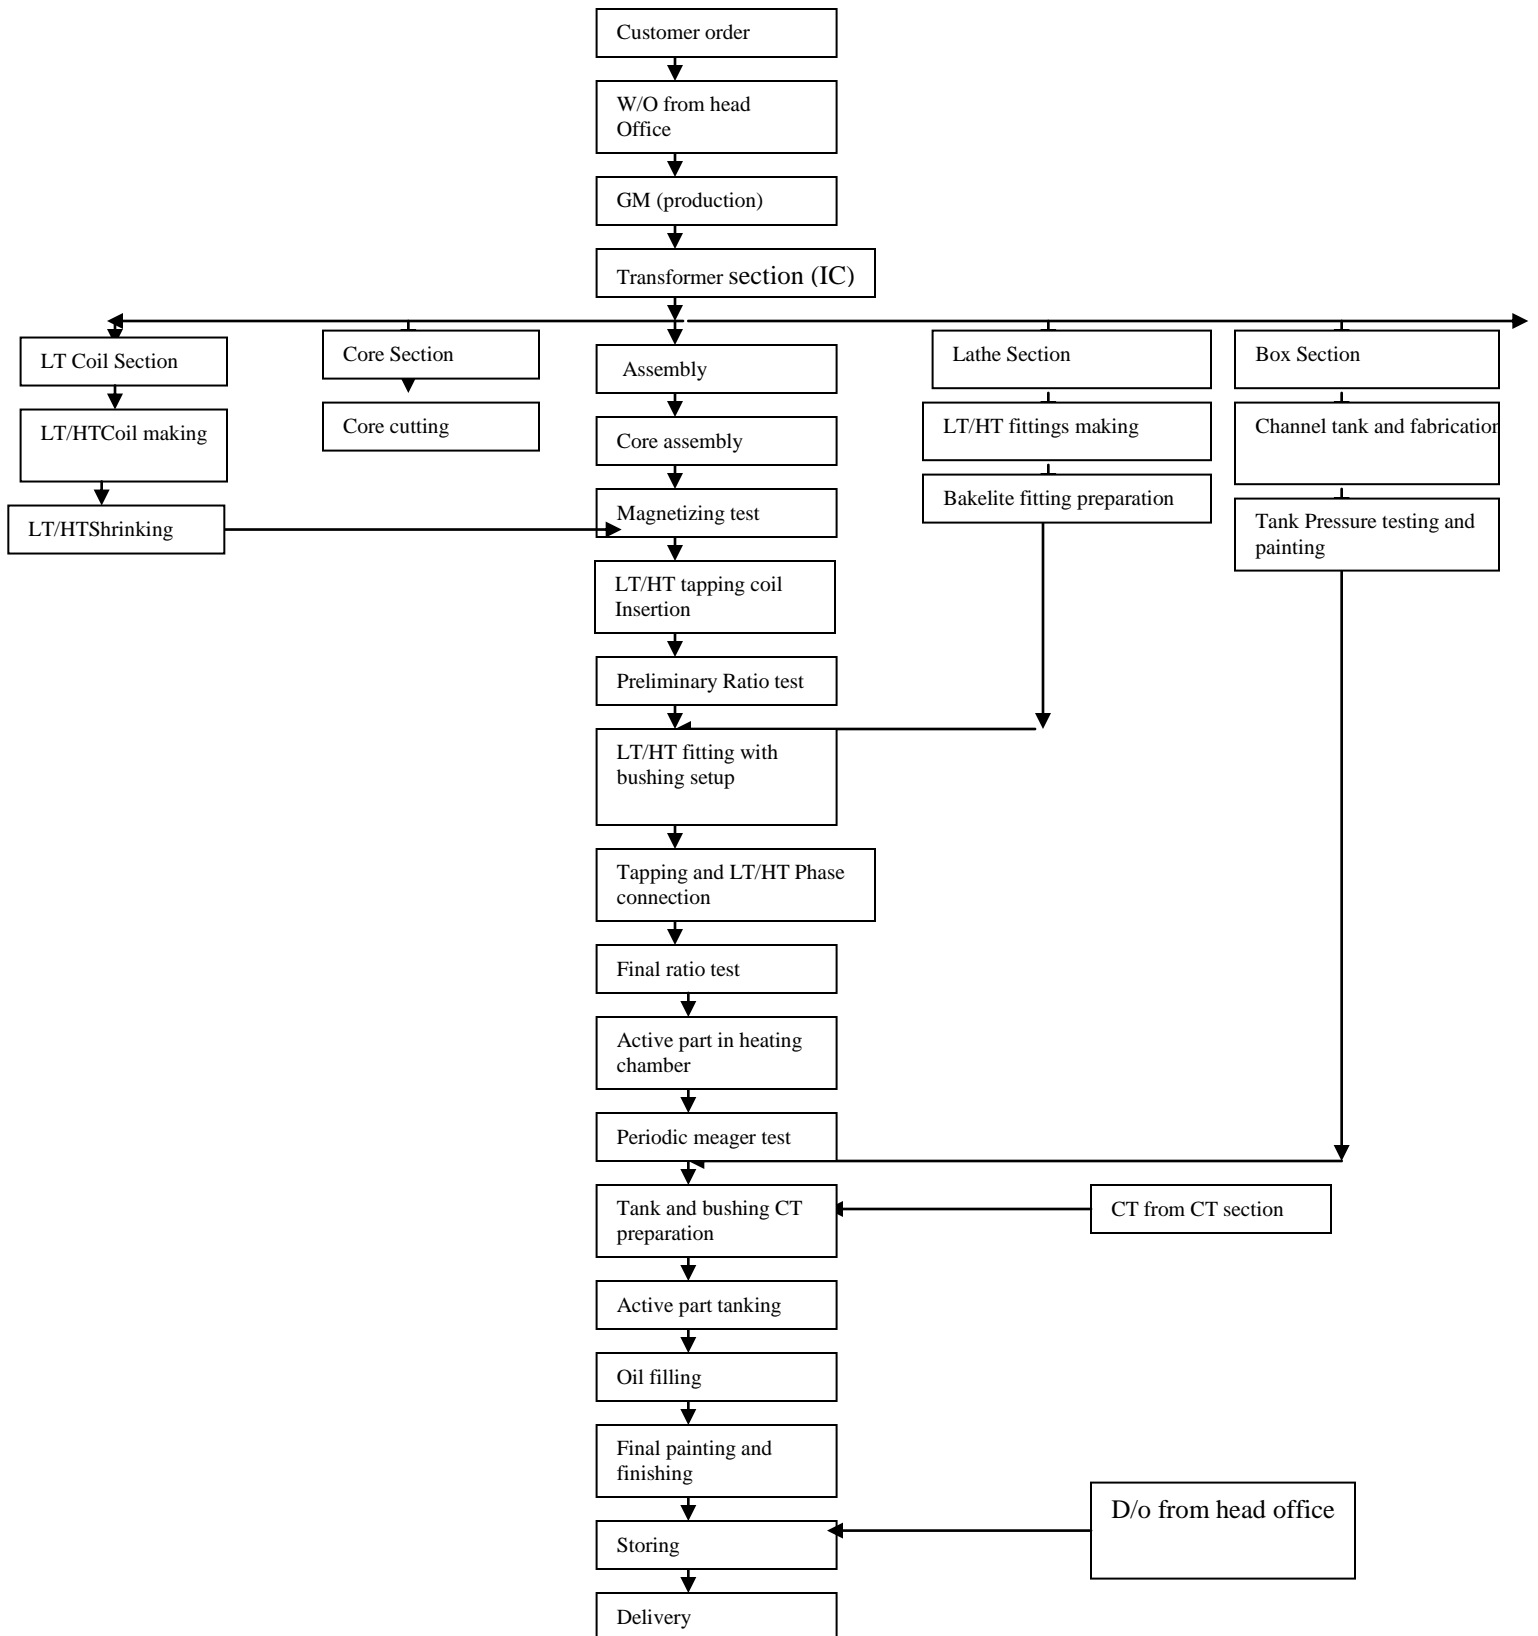 Customer order
W/O from head
Office
GM (production)
Transformer section (IC)
LT Coil Section
Core Section
Assembly
Lathe Section
Box Section
LT/HTCoil making
Core cutting
Core assembly
LT/HT fittings making
Channel tank and fabrication
LT/HTShrinking
Magnetizing test
Bakelite fitting preparation
Tank Pressure testing and
painting
LT/HT tapping coil
Insertion
Preliminary Ratio test
LT/HT fitting with
bushing setup
Tapping and LT/HT Phase
connection
Final ratio test
Active part in heating
chamber
Periodic meager test
Tank and bushing CT
preparation
CT from CT section
Active part tanking
Oil filling
Final painting and
finishing
D/o from head office
Storing
Delivery